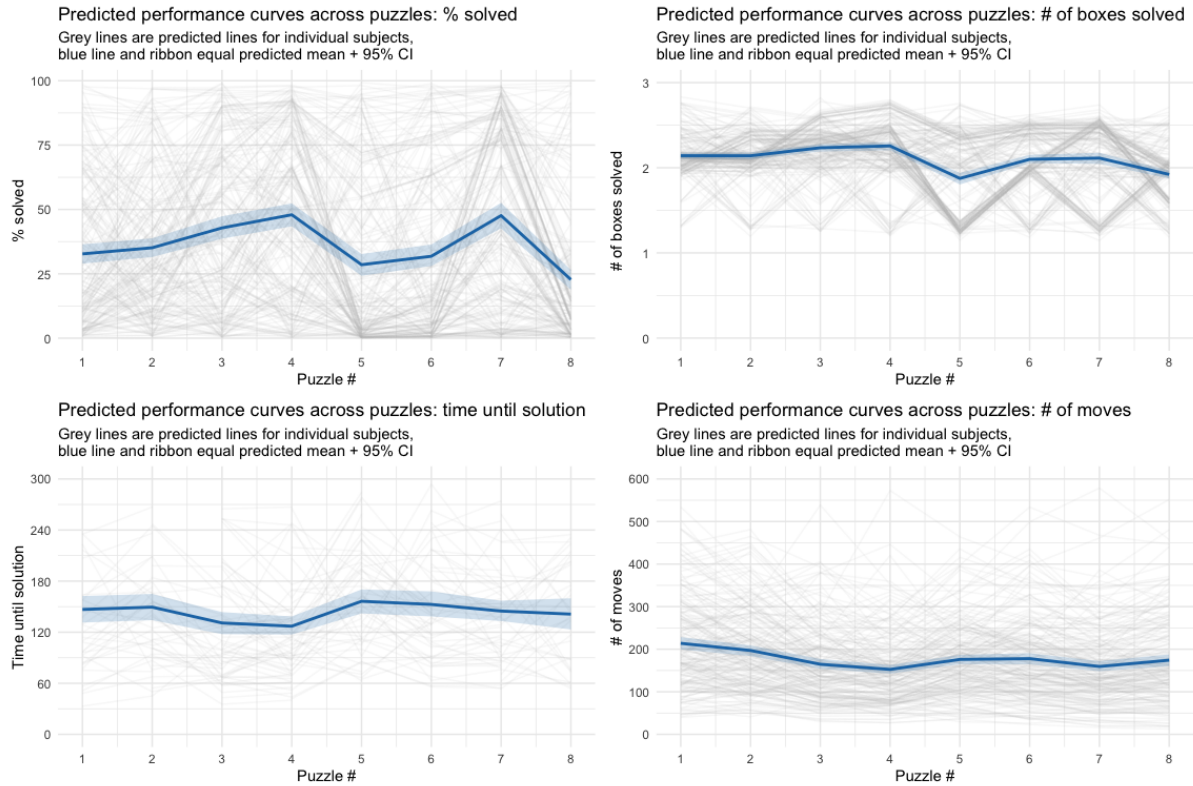 Predicted performance curves across puzzles: % solved
Grey lines are predicted lines for individual subjects,
blue line and ribbon equal predicted mean + 95% CI
100
75
50
25
0
% solved
1 2 3 4 5 6 7 8
Puzzle #
Predicted performance curves across puzzles: # of boxes solved
Grey lines are predicted lines for individual subjects,
blue line and ribbon equal predicted mean + 95% CI
3
2
1
0
# of boxes solved
1 2 3 4 5 6 7 8
Puzzle #
Predicted performance curves across puzzles: time until solution
Grey lines are predicted lines for individual subjects,
blue line and ribbon equal predicted mean + 95% CI
300
240
180
120
60
0
Time until solution
1 2 3 4 5 6 7 8
Puzzle #
Predicted performance curves across puzzles: # of moves
Grey lines are predicted lines for individual subjects,
blue line and ribbon equal predicted mean + 95% CI
600
500
400
300
200
100
0
# of moves
1 2 3 4 5 6 7 8
Puzzle #